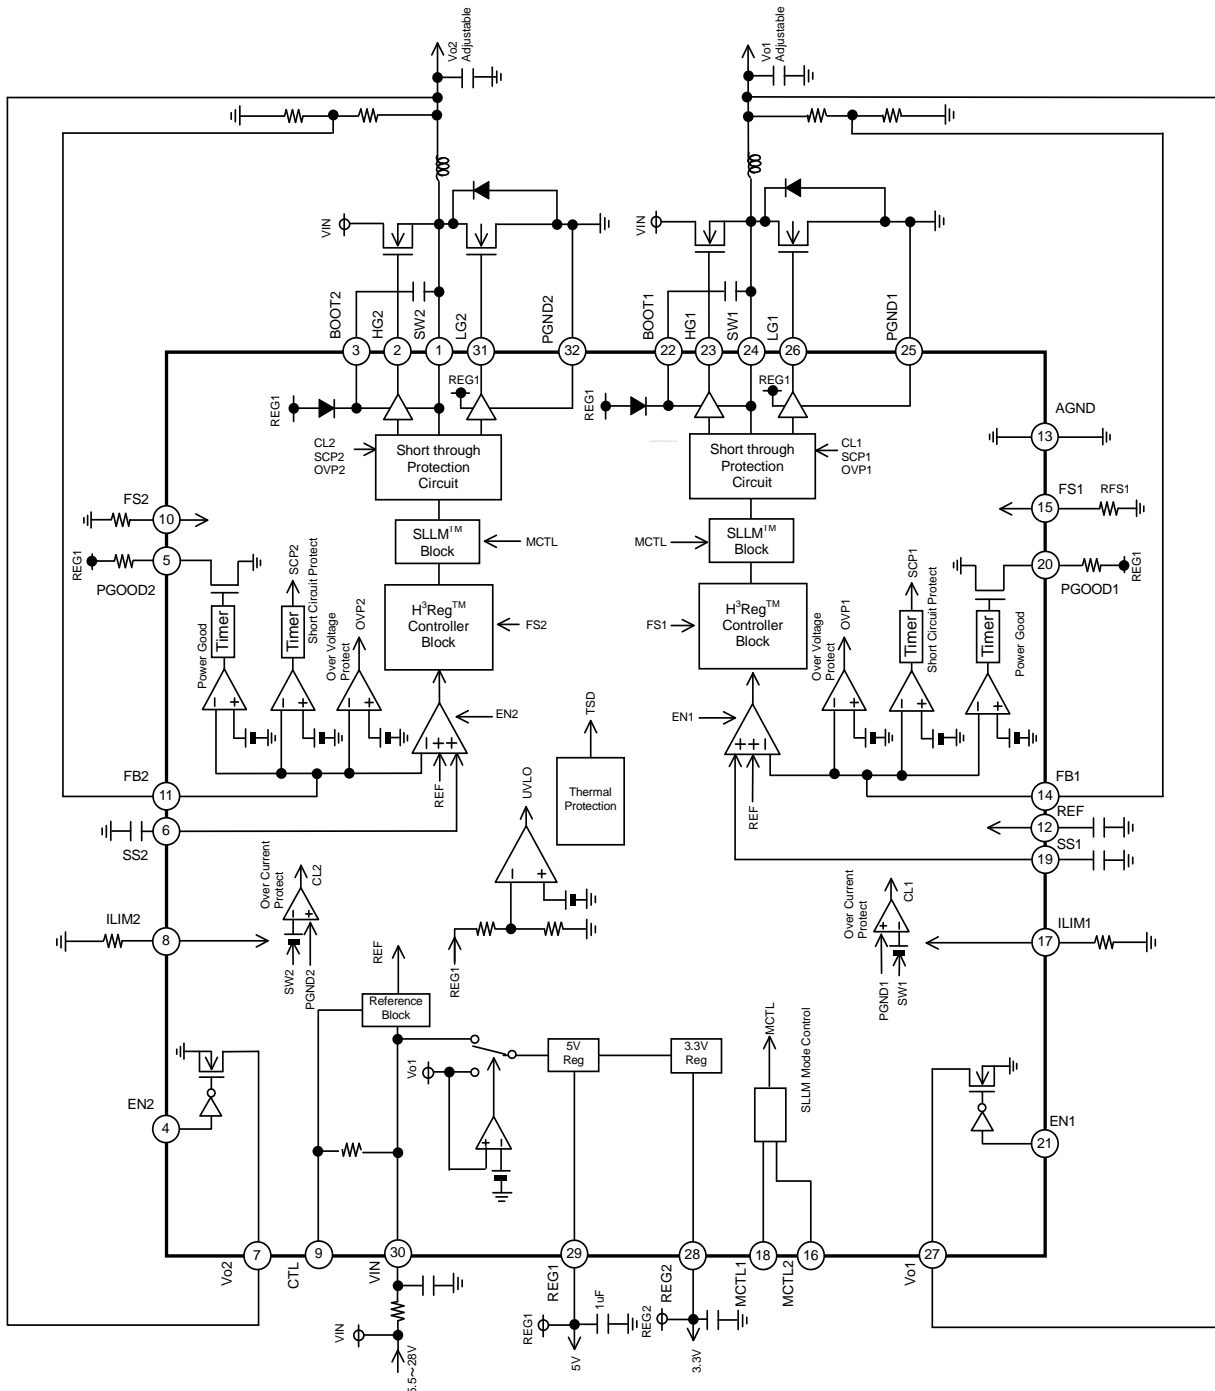 Vo2
Adjustable
Vo1
Adjustable
VIN
VIN
BOOT2
HG2
SW2
LG2
PGND2
BOOT1
HG1
SW1
LG1
PGND1
3
2
1
31
32
22
23
24
26
25
REG1
REG1
REG1
REG1
AGND
13
CL2
SCP2
OVP2
Short through
Protection
Circuit
Short through
Protection
Circuit
CL1
SCP1
OVP1
FS2
10
FS1
15
RFS1
SLLM™
Block
MCTL
MCTL
SLLM™
Block
REG1
5
PGOOD2
20
PGOOD1
REG1
Power Good
Timer
SCP2
Short Circuit Protect
Timer
Over Voltage
Protect
OVP2
H³Reg™
Controller
Block
FS2
FS1
H³Reg™
Controller
Block
Over Voltage
Protect
OVP1
SCP1
Short Circuit Protect
Timer
Timer
Power Good
EN2
EN1
TSD
Thermal
Protection
FB2
11
FB1
14
REF
REF
UVLO
REF
12
SS2
6
SS1
19
Over Current
Protect
CL2
Over Current
Protect
CL1
ILIM2
8
ILIM1
17
SW2
PGND2
REF
REG1
PGND1
SW1
Reference
Block
Vo1
5V
Reg
3.3V
Reg
MCTL
SLLM Mode Control
EN2
4
EN1
21
7
9
30
29
28
18
16
27
Vo2
CTL
VIN
REG1
REG2
MCTL1
MCTL2
Vo1
VIN
5.5~28V
REG1
1uF
5V
REG2
3.3V